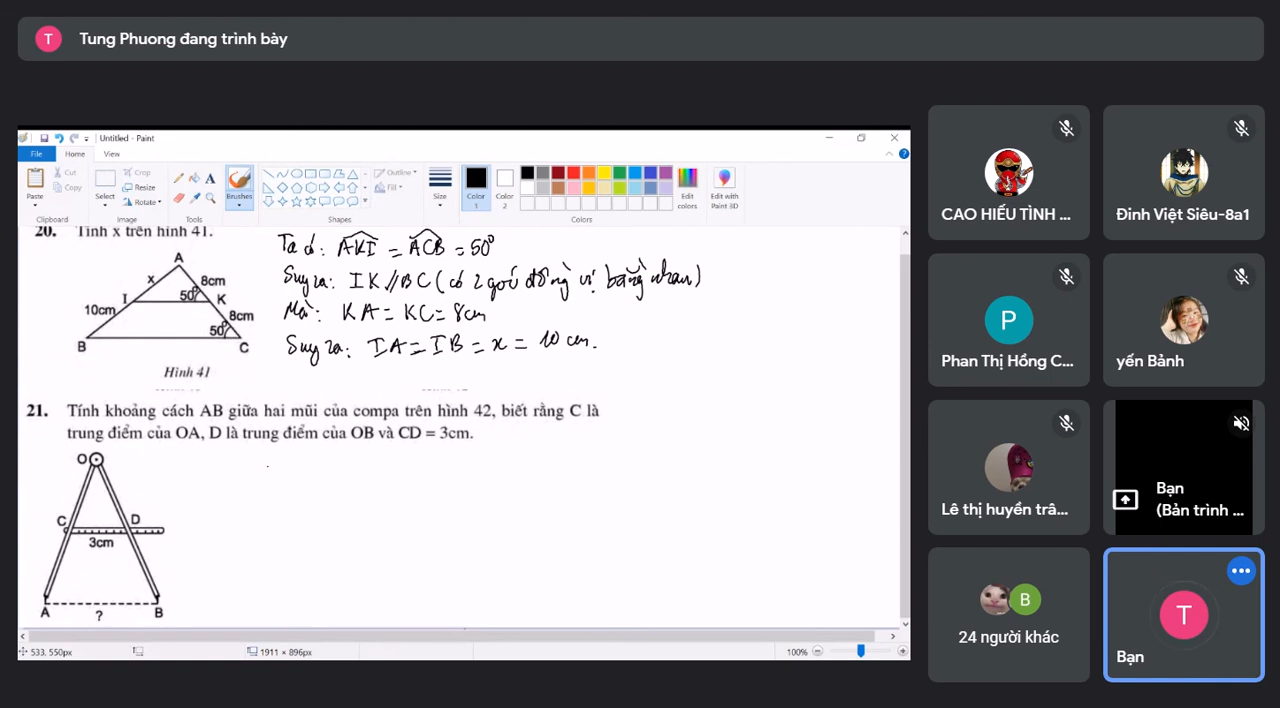 T
Tung Phuong đang trình bày
Untitled - Paint
File
Home
View
Paste
Cut
Copy
Clipboard
Select
Crop
Resize
Rotate
Image
A
Tools
Brushes
Outline
Fill
Shapes
Size
Color 1
Color 2
Edit colors
Edit with Paint 3D
Colors
20. Tính x trên hình 41.
A
x
8cm
I
50°
K
10cm
8cm
50°
B
C
Hình 41
Ta có: AKI = ACB = 50°
Suy ra: IK // BC (có 2 góc đồng vị bằng nhau)
Mà: KA = KC = 8cm
Suy ra: IA = IB = x = 10 cm.
21. Tính khoảng cách AB giữa hai mũi của compa trên hình 42, biết rằng C là
trung điểm của OA, D là trung điểm của OB và CD = 3cm.
O
C
D
3cm
A
B
?
533, 550px
1911 × 896px
100%
CAO HIẾU TÌNH ...
Đinh Việt Siêu-8a1
P
Phan Thị Hồng C...
yến Bảnh
Lê thị huyền trâ...
Bạn
(Bản trình ...
B
24 người khác
T
Bạn